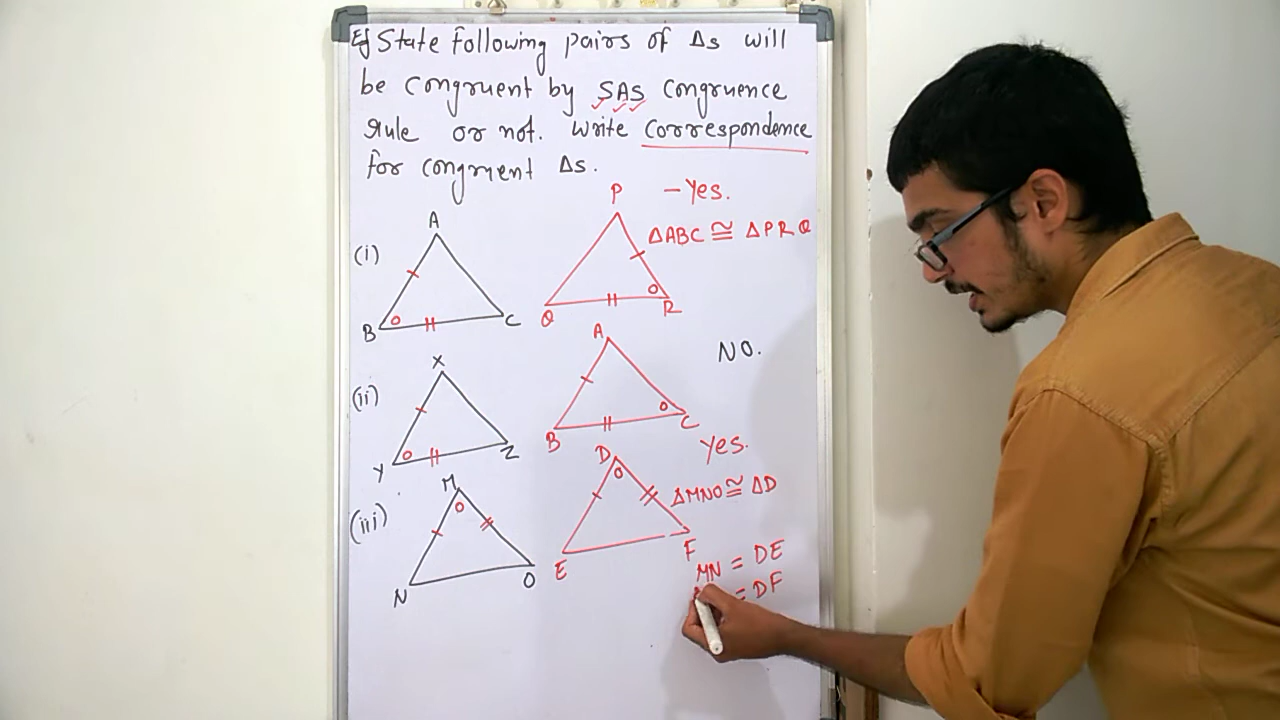 Eg State following pairs of Δs will
be congruent by SAS congruence
rule or not. Write correspondence
for congruent Δs.
(i)
A
B
C
P
Q
R
- Yes.
ΔABC ≅ ΔPRQ
(ii)
X
Y
Z
A
B
C
NO.
(iii)
M
N
O
D
E
F
Yes.
ΔMNO ≅ ΔD
MN = DE
= DF